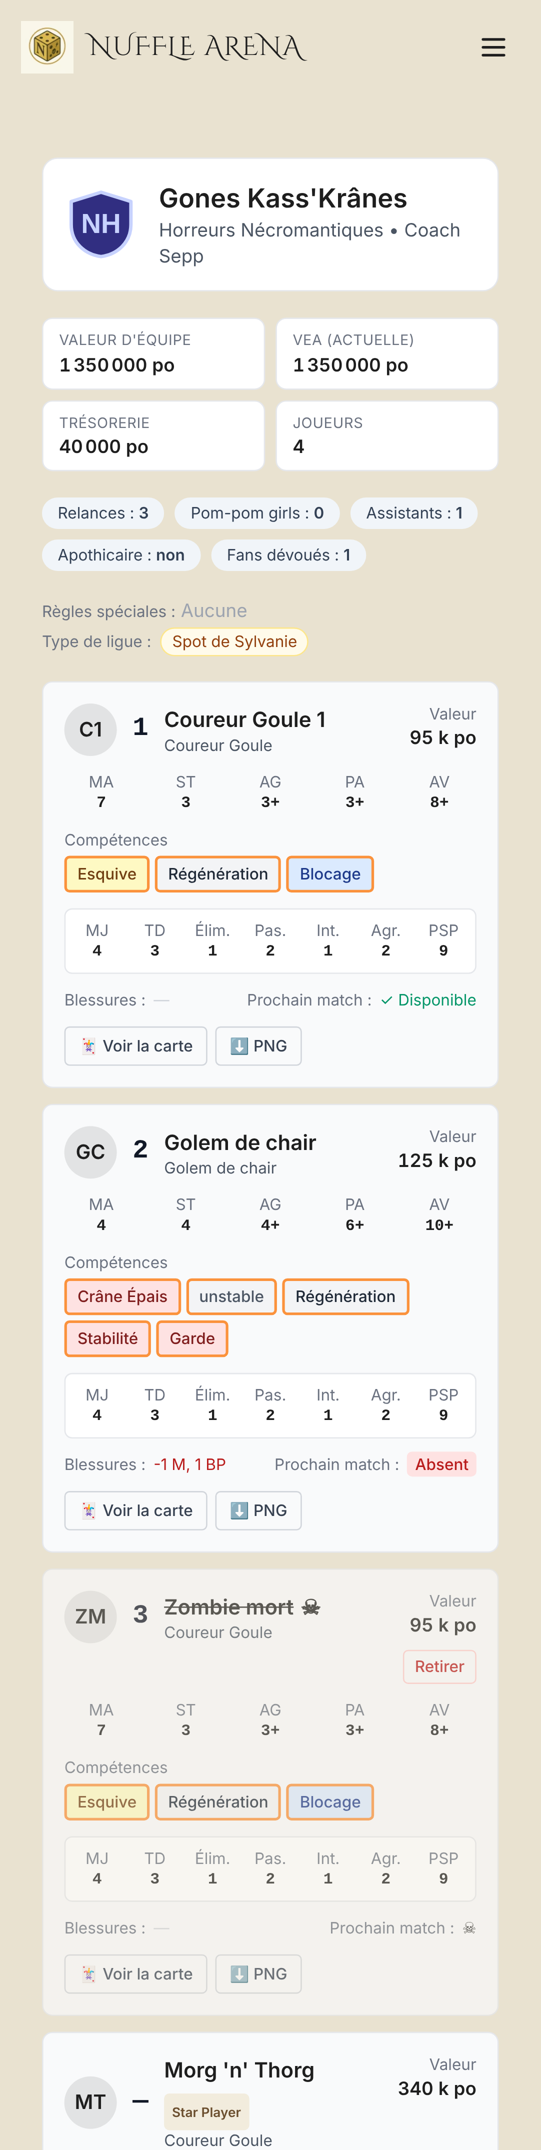 NUFFLE ARENA
NH
Gones Kass'Krânes
Horreurs Nécromantiques • Coach
Sepp
VALEUR D'ÉQUIPE
1 350 000 po
VEA (ACTUELLE)
1 350 000 po
TRÉSORERIE
40 000 po
JOUEURS
4
Relances : 3
Pom-pom girls : 0
Assistants : 1
Apothicaire : non
Fans dévoués : 1
Règles spéciales : Aucune
Type de ligue : Spot de Sylvanie
C1
1
Coureur Goule 1
Coureur Goule
Valeur
95 k po
MA ST AG PA AV
7 3 3+ 3+ 8+
Compétences
Esquive Régénération Blocage
MJ TD Élim. Pas. Int. Agr. PSP
4 3 1 2 1 2 9
Blessures : — Prochain match : ✓ Disponible
🃏 Voir la carte ⬇️ PNG
GC
2
Golem de chair
Golem de chair
Valeur
125 k po
MA ST AG PA AV
4 4 4+ 6+ 10+
Compétences
Crâne Épais unstable Régénération
Stabilité Garde
MJ TD Élim. Pas. Int. Agr. PSP
4 3 1 2 1 2 9
Blessures : -1 M, 1 BP Prochain match : Absent
🃏 Voir la carte ⬇️ PNG
ZM
3
Zombie mort ☠
Coureur Goule
Valeur
95 k po
Retirer
MA ST AG PA AV
7 3 3+ 3+ 8+
Compétences
Esquive Régénération Blocage
MJ TD Élim. Pas. Int. Agr. PSP
4 3 1 2 1 2 9
Blessures : — Prochain match : ☠
🃏 Voir la carte ⬇️ PNG
MT
–
Morg 'n' Thorg
Star Player
Coureur Goule
Valeur
340 k po